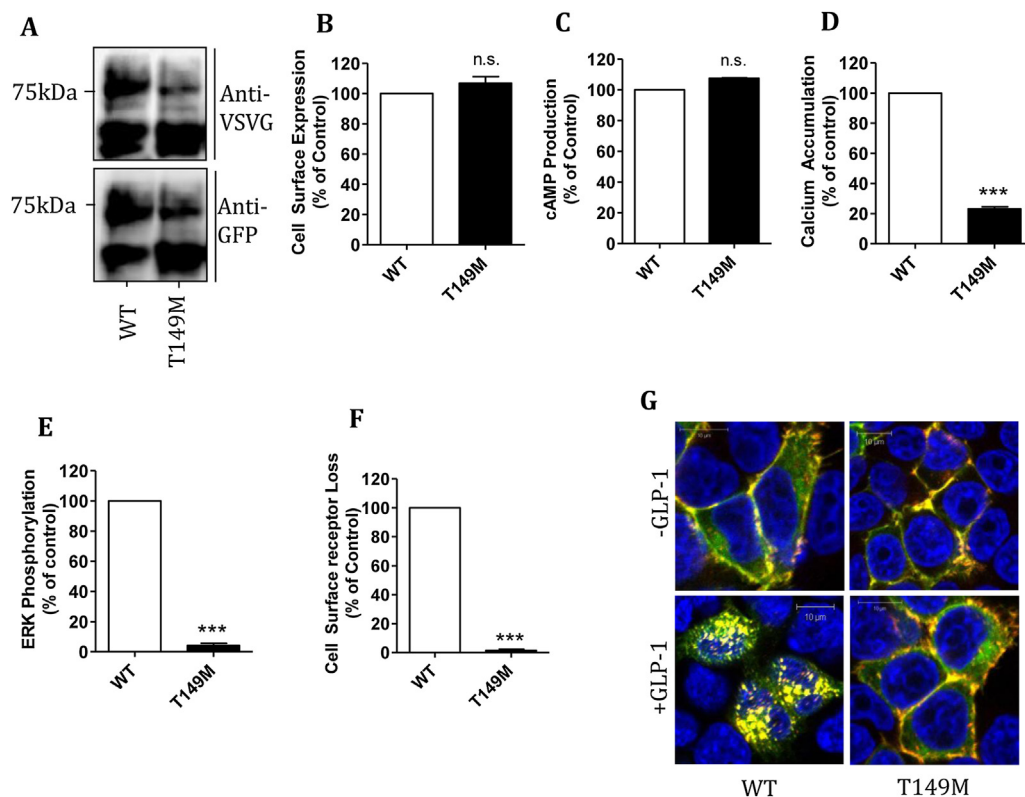 A
75kDa
Anti-
VSVG
75kDa
Anti-
GFP
WT
T149M
B
Cell Surface Expression
(% of Control)
120
100
80
60
40
20
0
n.s.
WT
T149M
C
cAMP Production
(% of Control)
120
100
80
60
40
20
0
n.s.
WT
T149M
D
Calcium Accumulation
(% of control)
120
100
80
60
40
20
0
***
WT
T149M
E
ERK Phosphorylation
(% of control)
120
100
80
60
40
20
0
***
WT
T149M
F
Cell Surface receptor Loss
(% of Control)
120
100
80
60
40
20
0
***
WT
T149M
G
-GLP-1
10 µm
10 µm
+GLP-1
10 µm
10 µm
WT
T149M